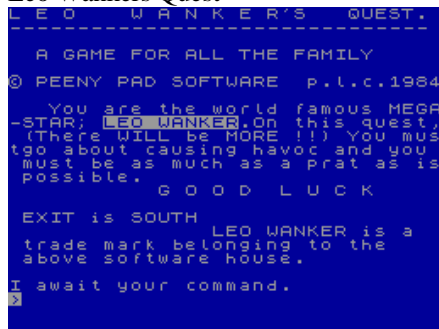 Leo Wankers Quest
L E O   W A N K E R ' S   QUEST.
--------------------------------
A GAME FOR ALL THE FAMILY
© PEENY PAD SOFTWARE p.l.c.1984
You are the world famous MEGA
-STAR; LEO WANKER.On this quest,
(There WILL be MORE !!) You mus
tgo about causing havoc and you
must be as much as a prat as is
possible.
G O O D   L U C K
EXIT is SOUTH
LEO WANKER is a
trade mark belonging to the
above software house.
I await your command.
>